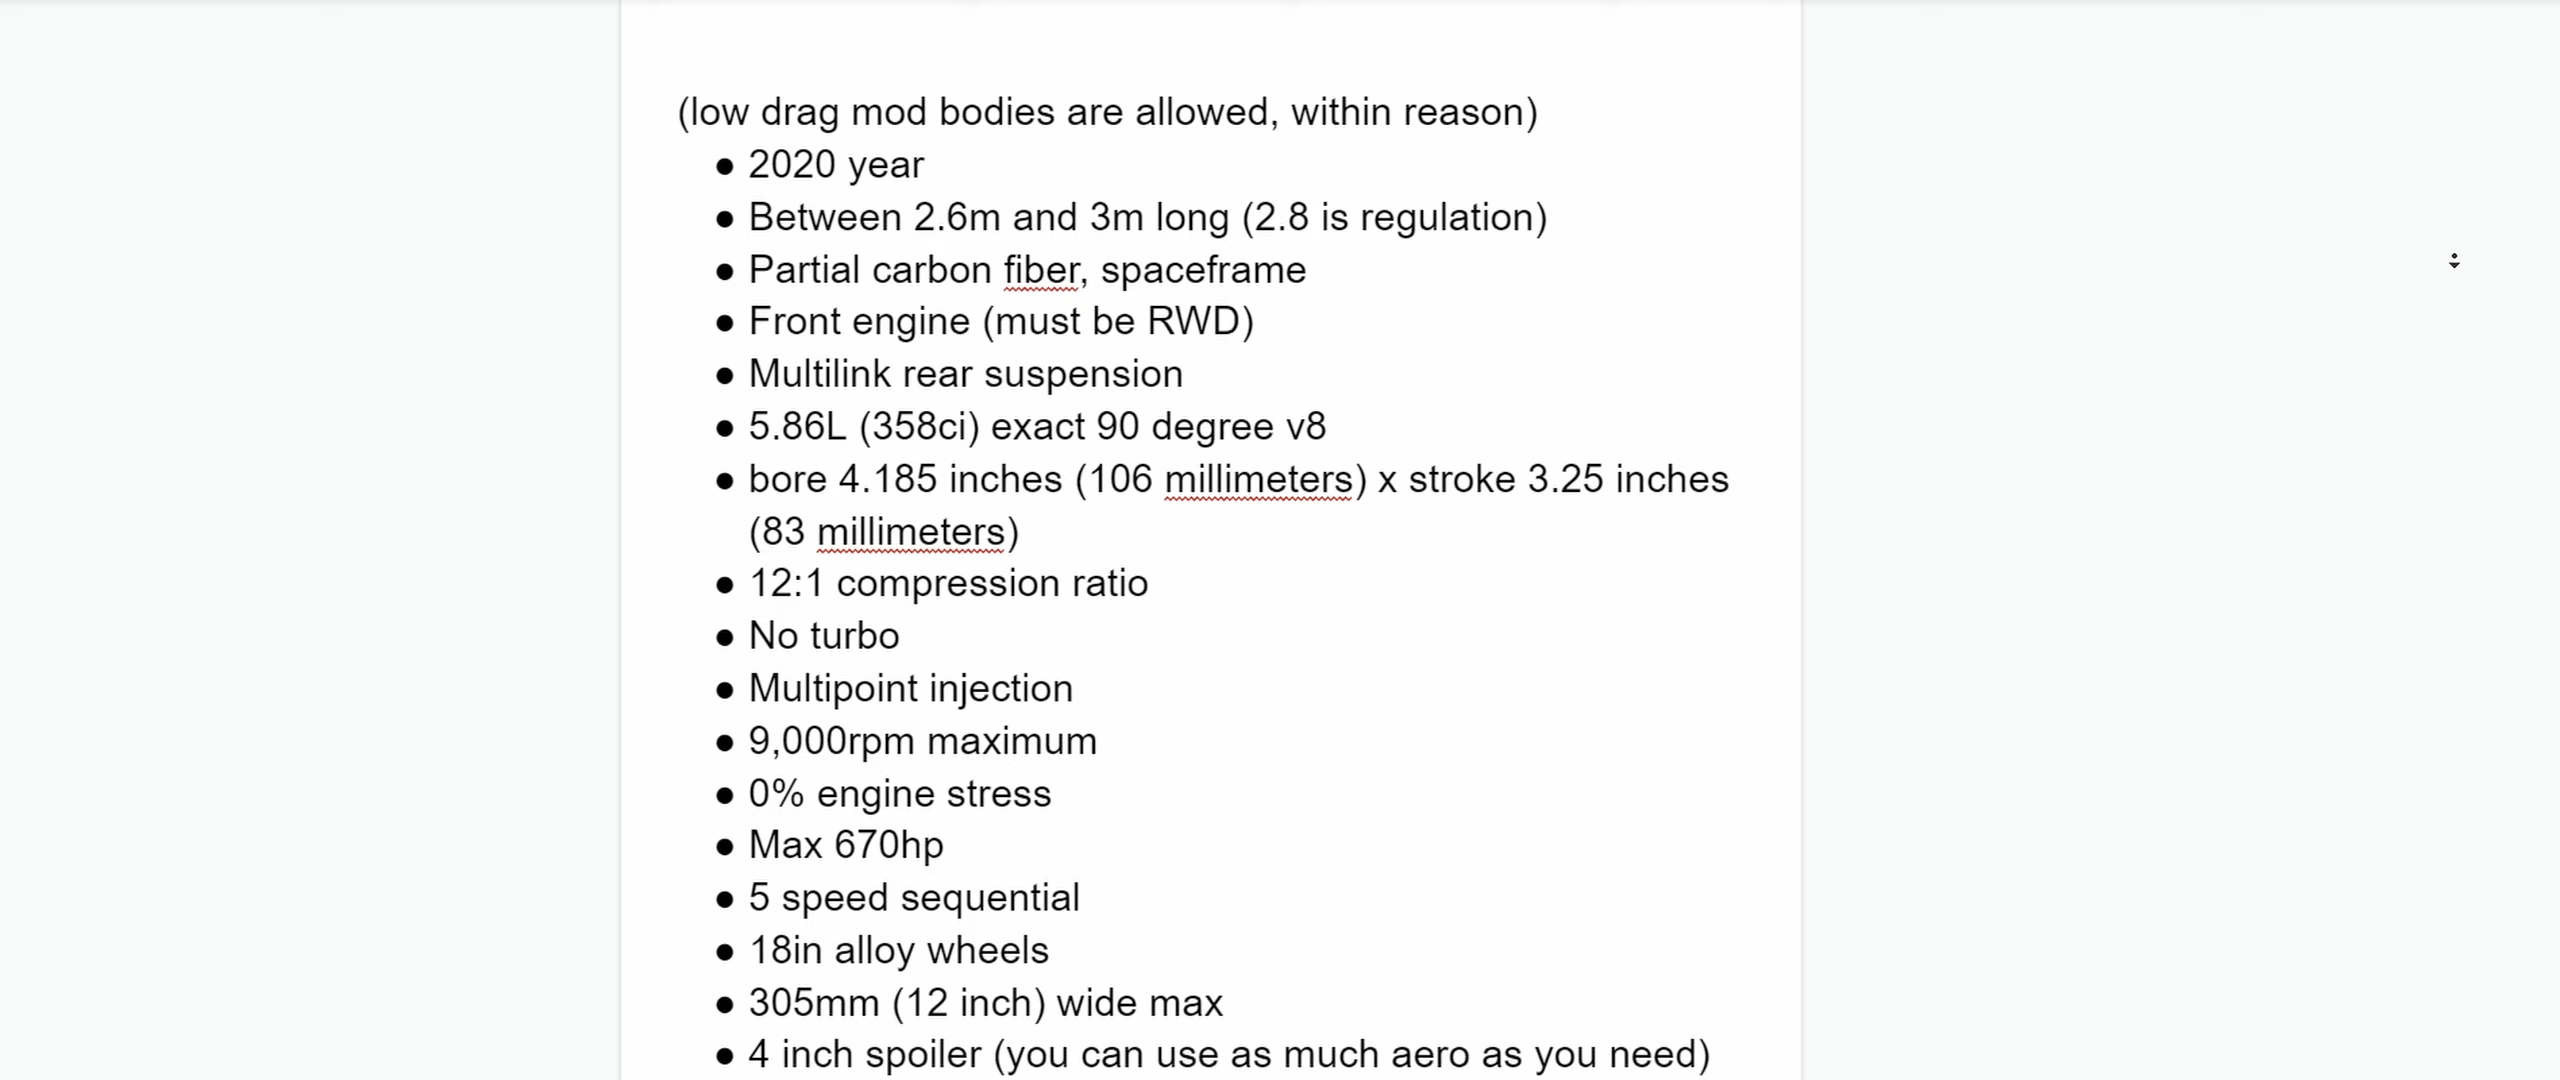 (low drag mod bodies are allowed, within reason)
● 2020 year
● Between 2.6m and 3m long (2.8 is regulation)
● Partial carbon fiber, spaceframe
● Front engine (must be RWD)
● Multilink rear suspension
● 5.86L (358ci) exact 90 degree v8
● bore 4.185 inches (106 millimeters) x stroke 3.25 inches
(83 millimeters)
● 12:1 compression ratio
● No turbo
● Multipoint injection
● 9,000rpm maximum
● 0% engine stress
● Max 670hp
● 5 speed sequential
● 18in alloy wheels
● 305mm (12 inch) wide max
● 4 inch spoiler (you can use as much aero as you need)